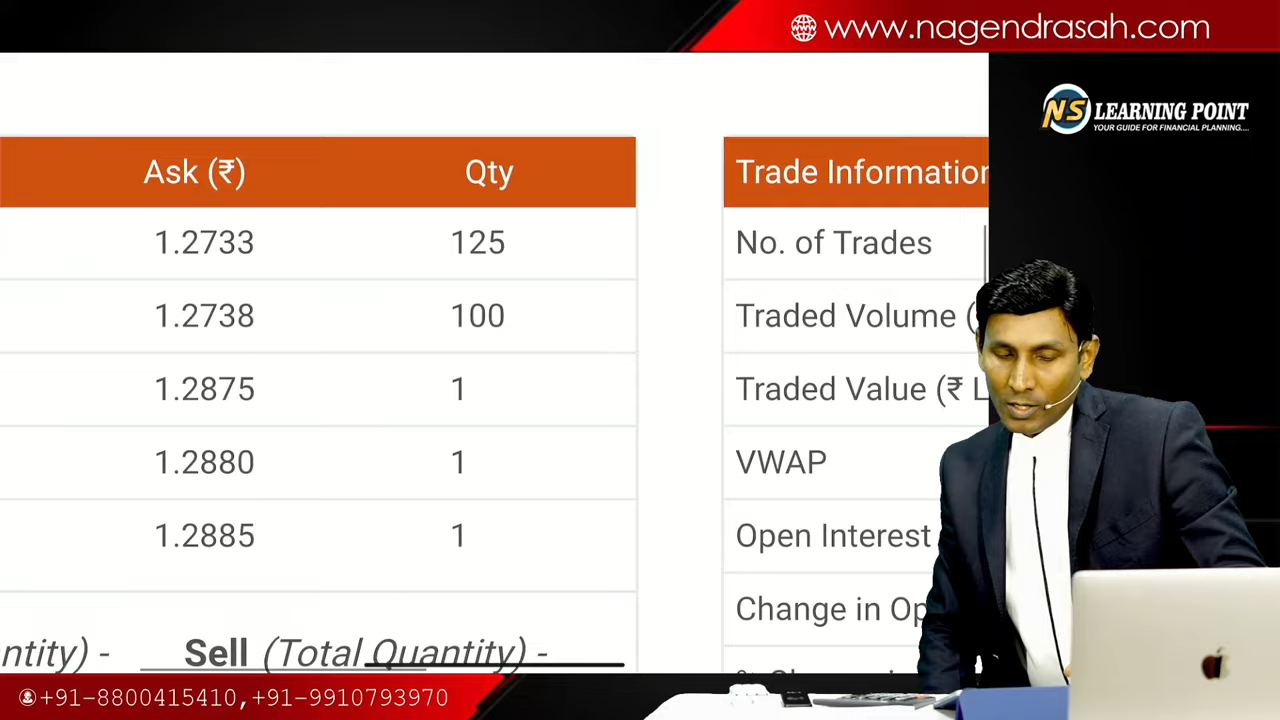 www.nagendrasah.com
NS LEARNING POINT
YOUR GUIDE FOR FINANCIAL PLANNING....
Ask (₹) Qty
1.2733 125
1.2738 100
1.2875 1
1.2880 1
1.2885 1
ntity) - Sell (Total Quantity) -
Trade Information
No. of Trades
Traded Volume (
Traded Value (₹ L
VWAP
Open Interest
Change in Op
+91-8800415410,+91-9910793970